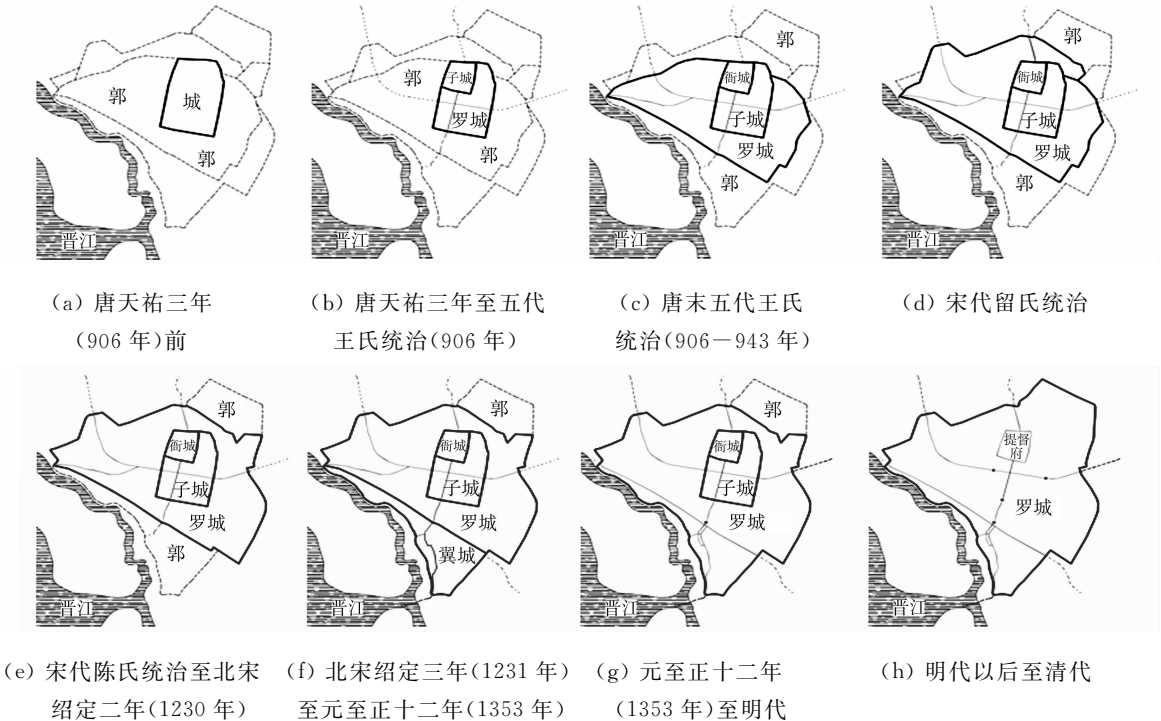 郭
城
郭
晋江
(a) 唐天祐三年
(906 年)前
郭
子城
罗城
郭
晋江
(b) 唐天祐三年至五代
王氏统治(906 年)
郭
衙城
子城
罗城
郭
晋江
(c) 唐末五代王氏
统治(906－943 年)
郭
衙城
子城
罗城
郭
晋江
(d) 宋代留氏统治
郭
衙城
子城
罗城
郭
晋江
(e) 宋代陈氏统治至北宋
绍定二年(1230 年)
郭
衙城
子城
罗城
翼城
晋江
(f) 北宋绍定三年(1231 年)
至元至正十二年(1353 年)
郭
衙城
子城
罗城
晋江
(g) 元至正十二年
(1353 年)至明代
提督
府
罗城
晋江
(h) 明代以后至清代